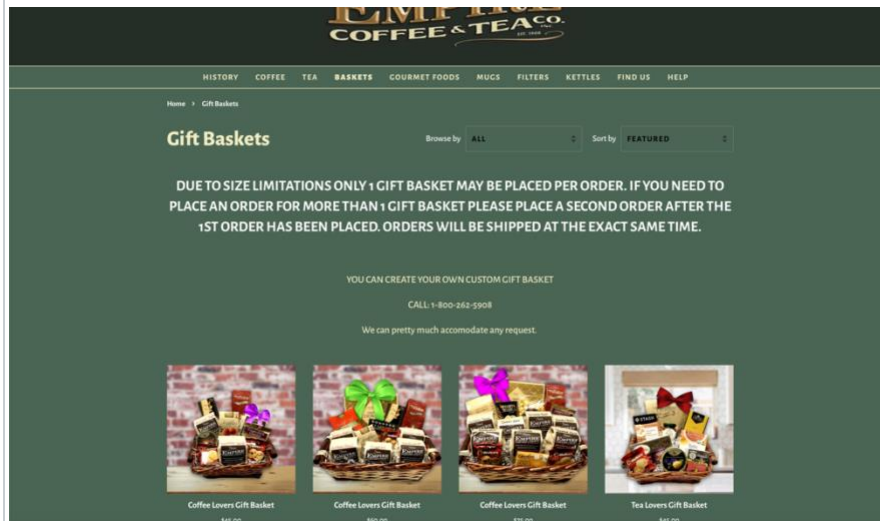 EMPIRE
COFFEE & TEA CO.
HISTORY COFFEE TEA BASKETS GOURMET FOODS MUGS FILTERS KETTLES FIND US HELP
Home › Gift Baskets
Gift Baskets Browse by ALL Sort by FEATURED
DUE TO SIZE LIMITATIONS ONLY 1 GIFT BASKET MAY BE PLACED PER ORDER. IF YOU NEED TO
PLACE AN ORDER FOR MORE THAN 1 GIFT BASKET PLEASE PLACE A SECOND ORDER AFTER THE
1ST ORDER HAS BEEN PLACED. ORDERS WILL BE SHIPPED AT THE EXACT SAME TIME.
YOU CAN CREATE YOUR OWN CUSTOM GIFT BASKET
CALL: 1-800-262-5908
We can pretty much accomodate any request.
Coffee Lovers Gift Basket Coffee Lovers Gift Basket Coffee Lovers Gift Basket Tea Lovers Gift Basket